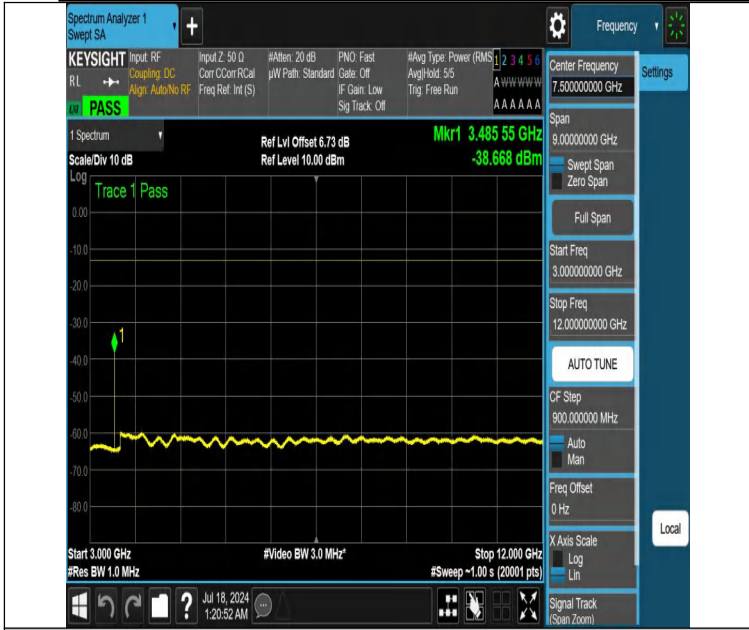 Spectrum Analyzer 1
Swept SA
+
Frequency
KEYSIGHT
RL
LXI PASS
Input: RF
Coupling: DC
Align: Auto/No RF
Input Z: 50 Ω
Corr CCorr RCal
Freq Ref: Int (S)
#Atten: 20 dB
µW Path: Standard
PNO: Fast
Gate: Off
IF Gain: Low
Sig Track: Off
#Avg Type: Power (RMS
Avg|Hold: 5/5
Trig: Free Run
1 2 3 4 5 6
A W W W W W
A A A A A A
1 Spectrum
Scale/Div 10 dB
Ref Lvl Offset 6.73 dB
Ref Level 10.00 dBm
Mkr1 3.485 55 GHz
-38.668 dBm
Log
Trace 1 Pass
0.00
-10.0
-20.0
-30.0
1
-40.0
-50.0
-60.0
-70.0
-80.0
Start 3.000 GHz
#Res BW 1.0 MHz
#Video BW 3.0 MHz*
Stop 12.000 GHz
#Sweep ~1.00 s (20001 pts)
Center Frequency
7.500000000 GHz
Settings
Span
9.00000000 GHz
Swept Span
Zero Span
Full Span
Start Freq
3.000000000 GHz
Stop Freq
12.000000000 GHz
AUTO TUNE
CF Step
900.000000 MHz
Auto
Man
Freq Offset
0 Hz
X Axis Scale
Log
Lin
Local
Signal Track
(Span Zoom)
?
Jul 18, 2024
1:20:52 AM